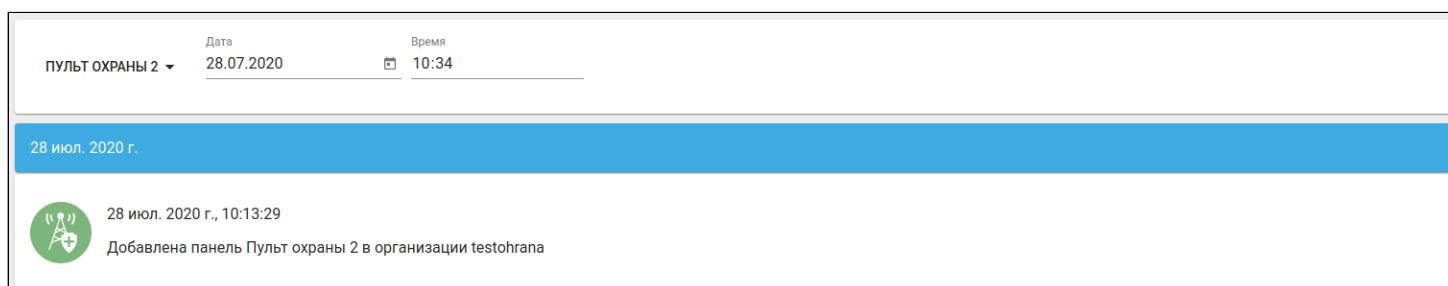 Дата
Время
ПУЛЬТ ОХРАНЫ 2
28.07.2020
10:34
28 июл. 2020 г.
28 июл. 2020 г., 10:13:29
Добавлена панель Пульт охраны 2 в организации testohrana